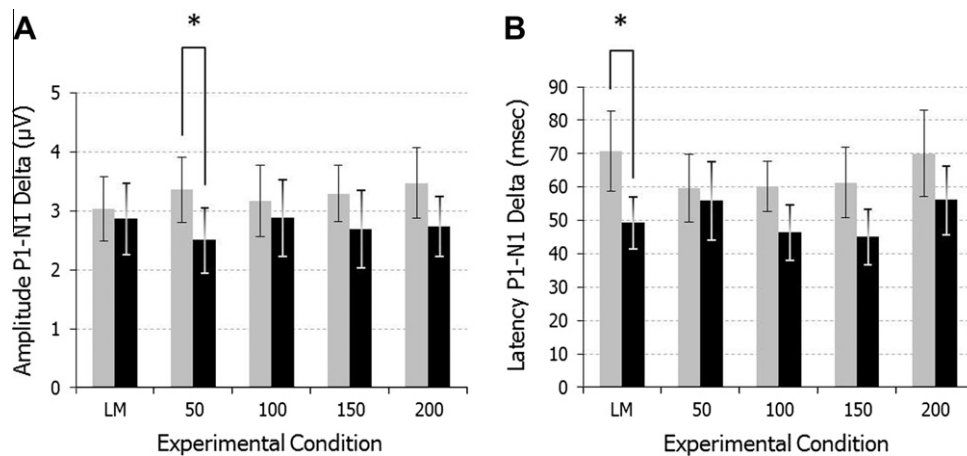 A
*
Amplitude P1-N1 Delta (µV)
5
4
3
2
1
0
LM 50 100 150 200
Experimental Condition
B
*
Latency P1-N1 Delta (msec)
90
80
70
60
50
40
30
20
10
0
LM 50 100 150 200
Experimental Condition